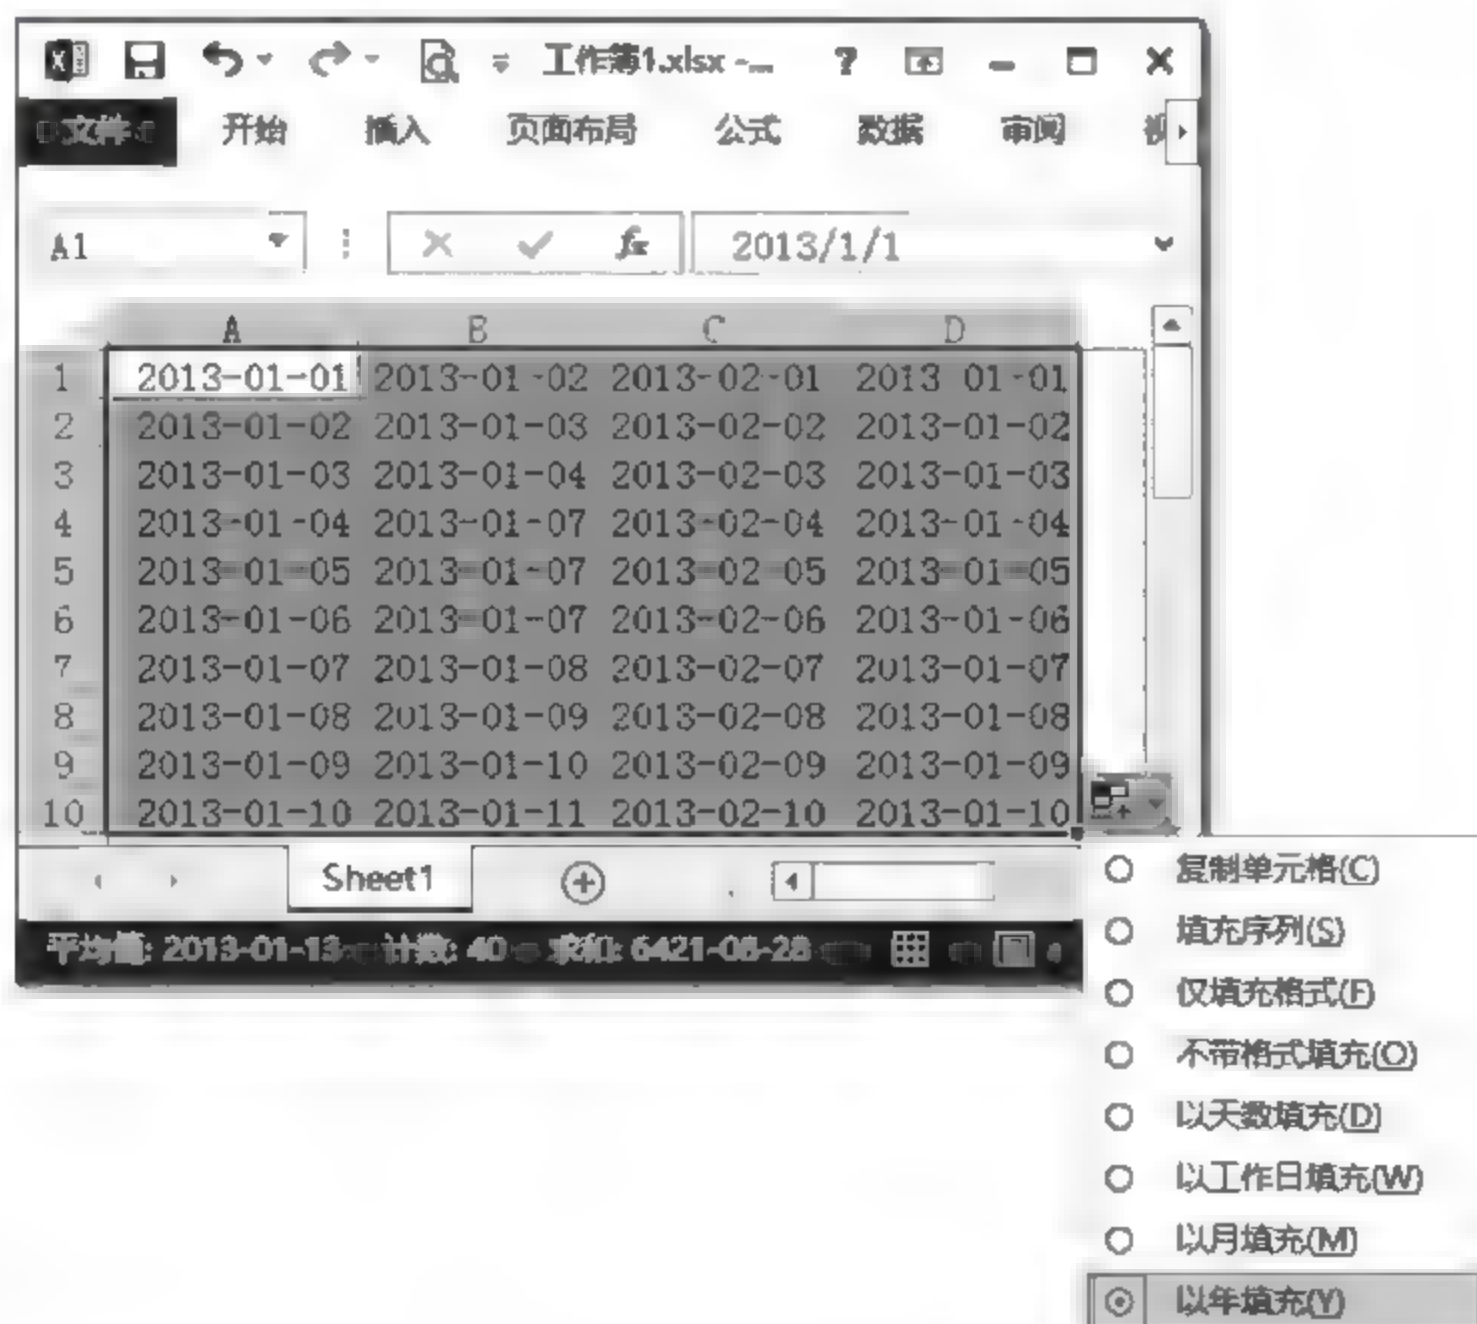 工作簿1.xlsx -...
文件 开始 插入 页面布局 公式 数据 审阅
A1 fx 2013/1/1
A B C D
1 2013-01-01 2013-01-02 2013-02-01 2013 01-01
2 2013-01-02 2013-01-03 2013-02-02 2013-01-02
3 2013-01-03 2013-01-04 2013-02-03 2013-01-03
4 2013-01-04 2013-01-07 2013-02-04 2013-01-04
5 2013-01-05 2013-01-07 2013-02-05 2013-01-05
6 2013-01-06 2013-01-07 2013-02-06 2013-01-06
7 2013-01-07 2013-01-08 2013-02-07 2013-01-07
8 2013-01-08 2013-01-09 2013-02-08 2013-01-08
9 2013-01-09 2013-01-10 2013-02-09 2013-01-09
10 2013-01-10 2013-01-11 2013-02-10 2013-01-10
Sheet1
平均值: 2013-01-13 计数: 40 求和: 6421-06-28
复制单元格(C)
填充序列(S)
仅填充格式(F)
不带格式填充(O)
以天数填充(D)
以工作日填充(W)
以月填充(M)
以年填充(Y)